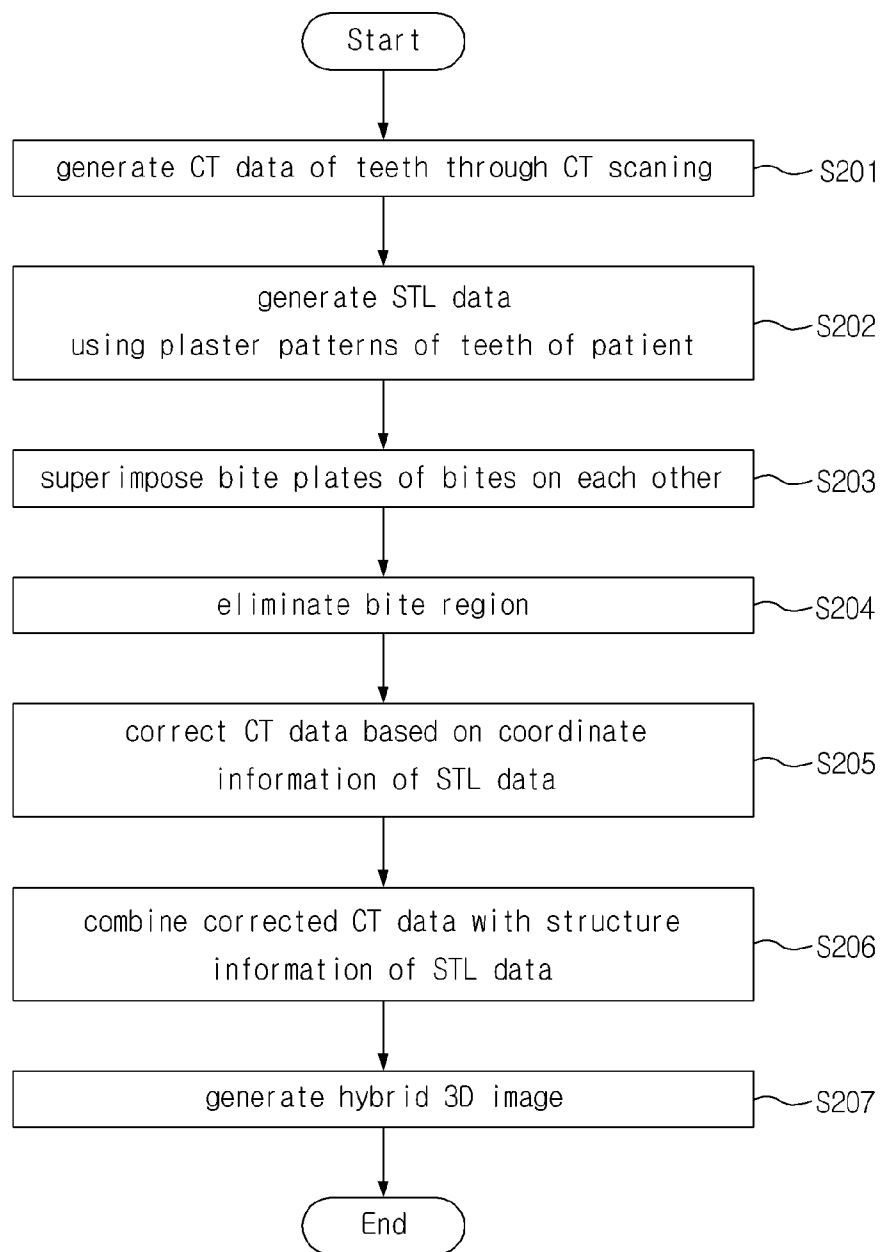 Start
generate CT data of teeth through CT scaning
S201
generate STL data
using plaster patterns of teeth of patient
S202
superimpose bite plates of bites on each other
S203
eliminate bite region
S204
correct CT data based on coordinate
information of STL data
S205
combine corrected CT data with structure
information of STL data
S206
generate hybrid 3D image
S207
End